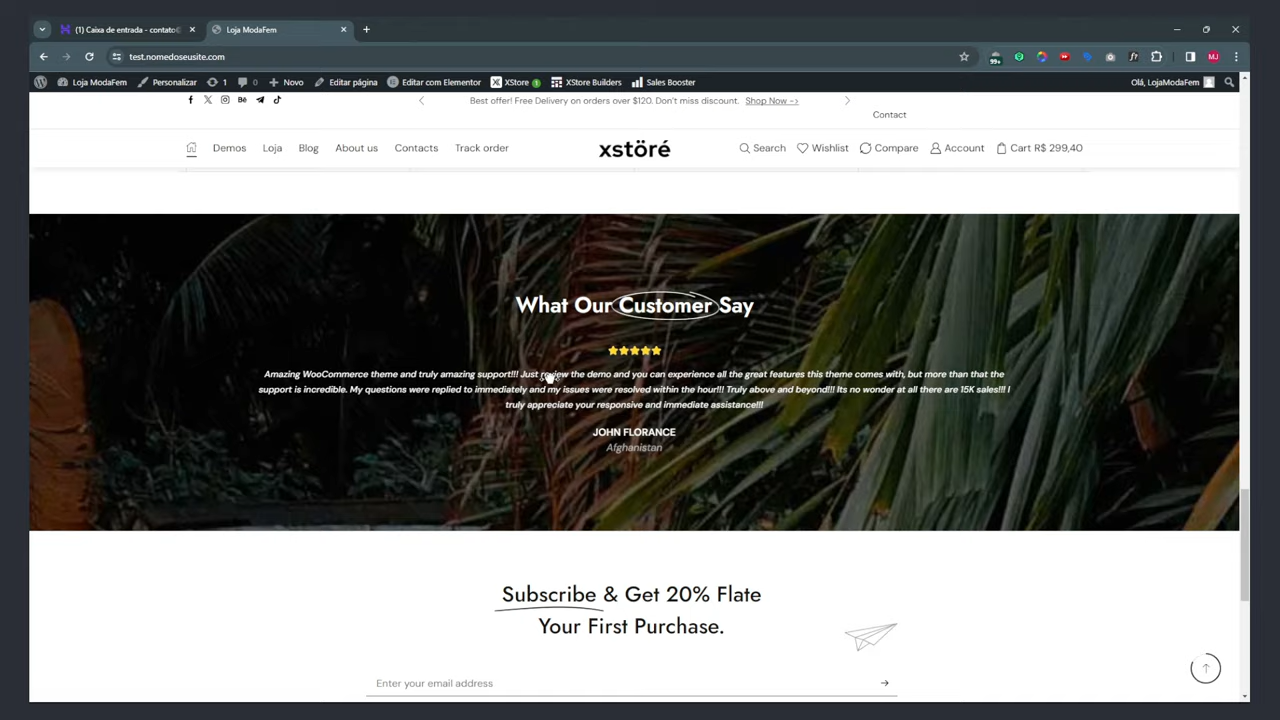 (1) Caixa de entrada - contato@
Loja ModaFem
test.nomedoseusite.com
99+
MJ
Loja ModaFem
Personalizar
1
0
Novo
Editar página
Editar com Elementor
XStore 1
XStore Builders
Sales Booster
Olá, LojaModaFem
Best offer! Free Delivery on orders over $120. Don't miss discount. Shop Now ->
Contact
Demos
Loja
Blog
About us
Contacts
Track order
xstöré
Search
Wishlist
Compare
Account
Cart R$ 299,40
What Our Customer Say
Amazing WooCommerce theme and truly amazing support!!! Just review the demo and you can experience all the great features this theme comes with, but more than that the
support is incredible. My questions were replied to immediately and my issues were resolved within the hour!!! Truly above and beyond!!! Its no wonder at all there are 15K sales!!! I
truly appreciate your responsive and immediate assistance!!!
JOHN FLORANCE
Afghanistan
Subscribe & Get 20% Flate
Your First Purchase.
Enter your email address